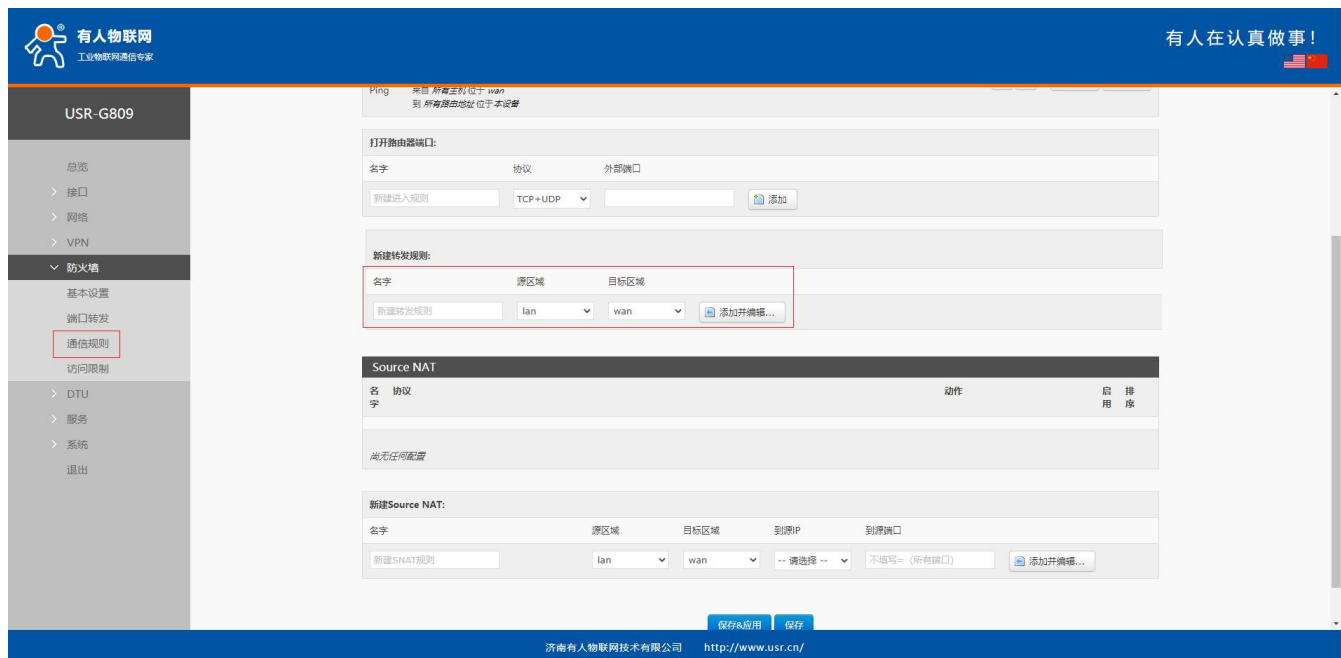 有人物联网
工业物联网通信专家
有人在认真做事！
USR-G809
总览
接口
网络
VPN
防火墙
基本设置
端口转发
通信规则
访问限制
DTU
服务
系统
退出
Ping 来自 所有主机 位于 wan
到 所有路由地址 位于 本设备
打开路由器端口:
名字 协议 外部端口
新建进入规则 TCP+UDP 添加
新建转发规则:
名字 源区域 目标区域
新建转发规则 lan wan 添加并编辑...
Source NAT
名字 协议 动作 启用 排序
尚无任何配置
新建Source NAT:
名字 源区域 目标区域 到源IP 到源端口
新建SNAT规则 lan wan -- 请选择 -- 不填写=（所有端口） 添加并编辑...
保存&应用 保存
济南有人物联网技术有限公司 http://www.usr.cn/